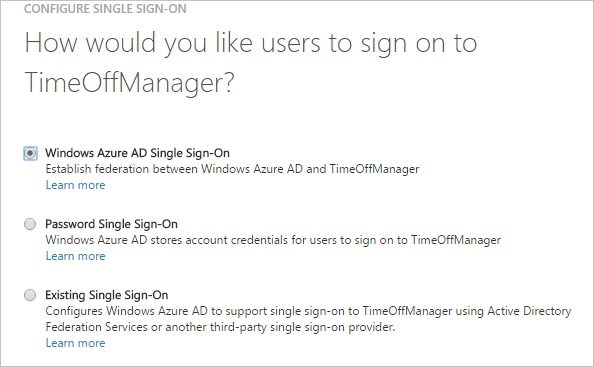 CONFIGURE SINGLE SIGN-ON
How would you like users to sign on to
TimeOffManager?
Windows Azure AD Single Sign-On
Establish federation between Windows Azure AD and TimeOffManager
Learn more
Password Single Sign-On
Windows Azure AD stores account credentials for users to sign on to TimeOffManager
Learn more
Existing Single Sign-On
Configures Windows Azure AD to support single sign-on to TimeOffManager using Active Directory
Federation Services or another third-party single sign-on provider.
Learn more